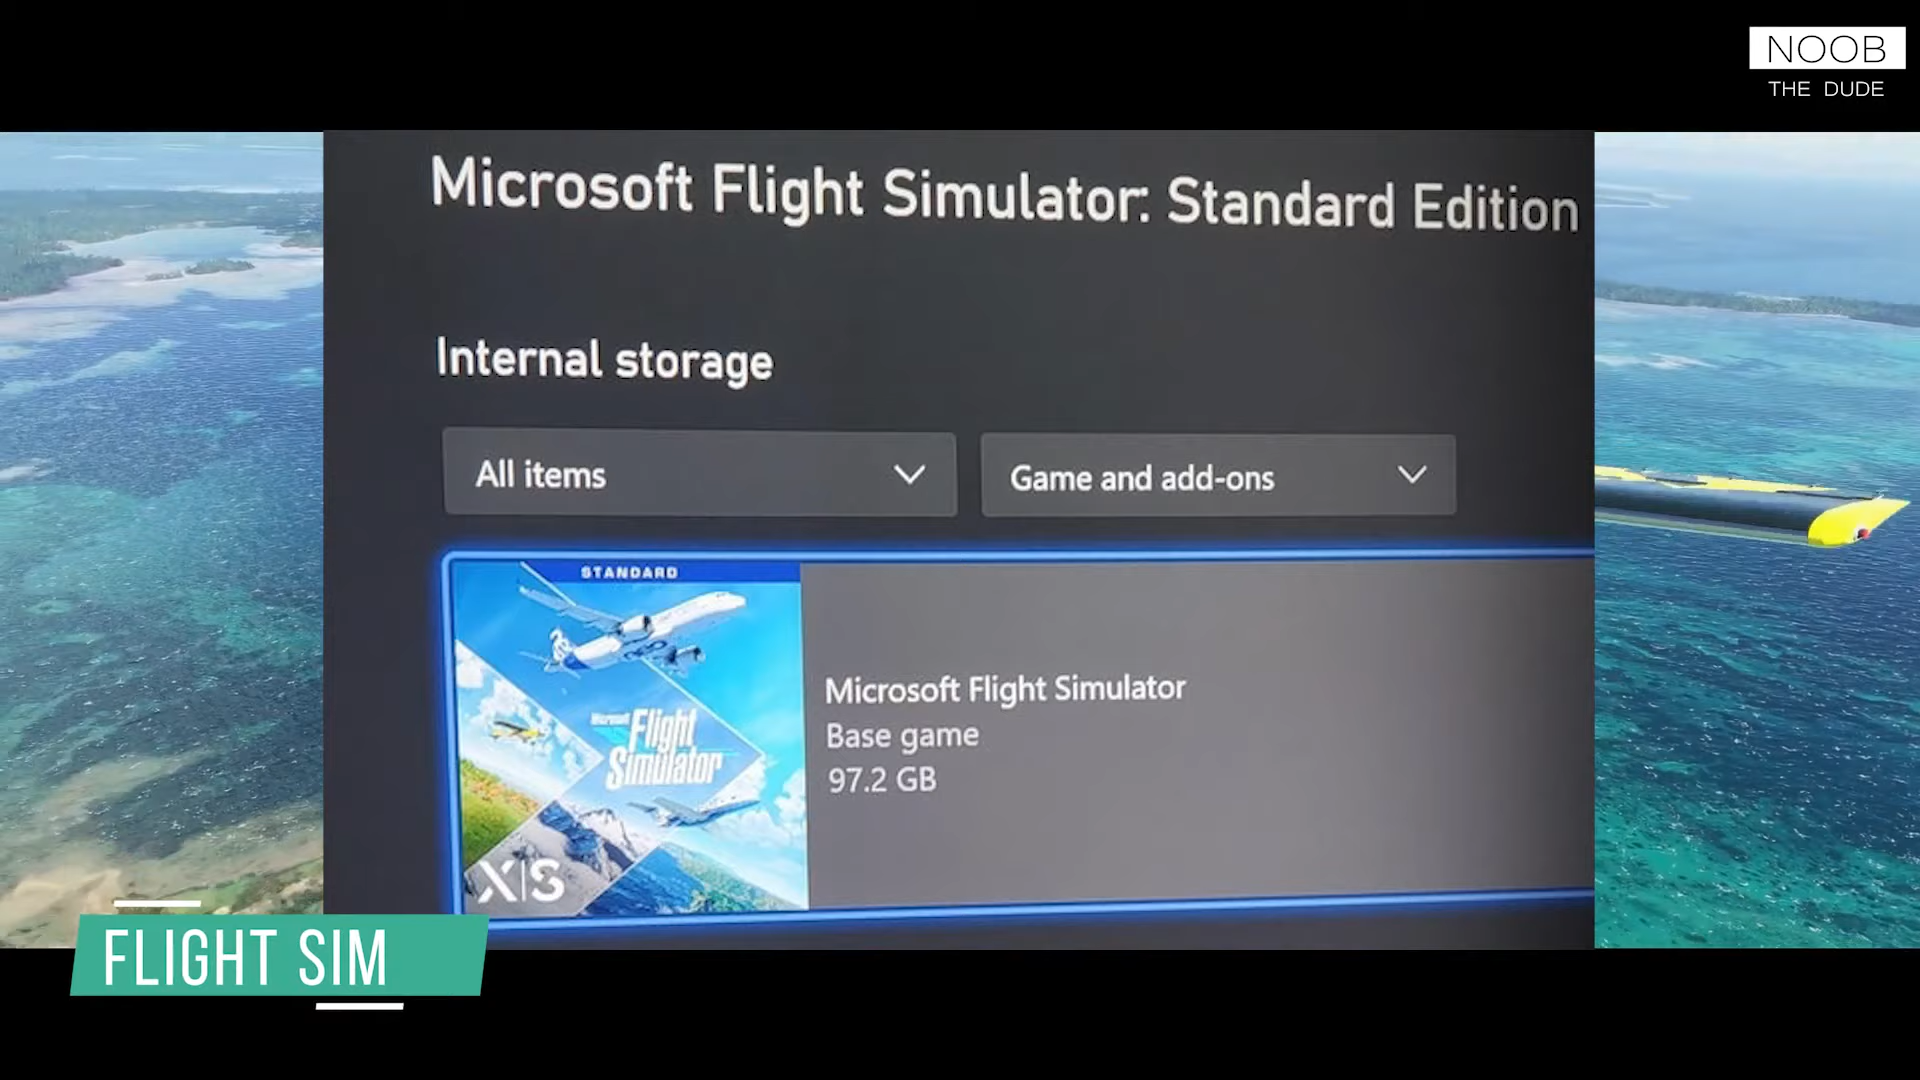 NOOB
THE DUDE
Microsoft Flight Simulator: Standard Edition
Internal storage
All items
Game and add-ons
STANDARD
Microsoft
Flight
Simulator
X|S
Microsoft Flight Simulator
Base game
97.2 GB
FLIGHT SIM